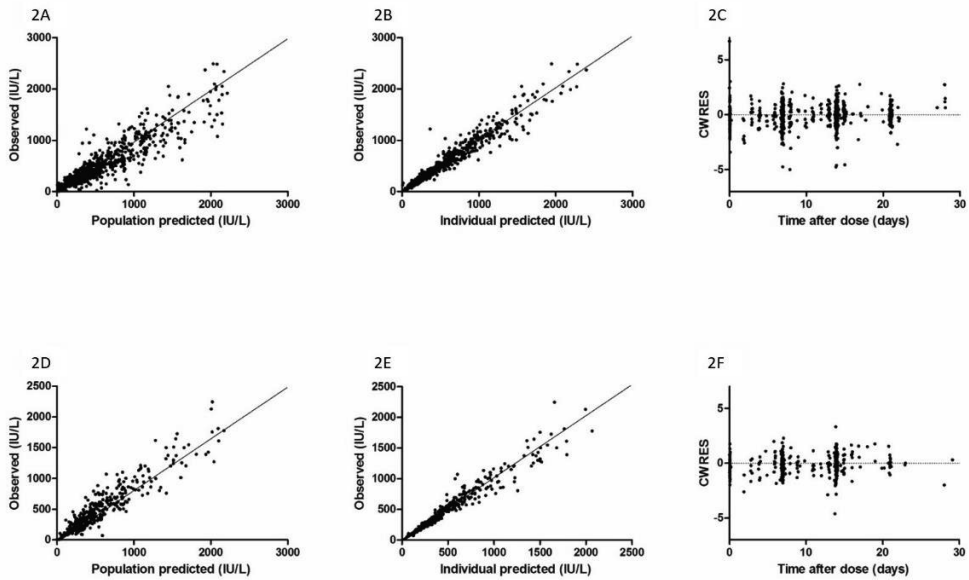 2A
3000
2000
1000
0
0 1000 2000 3000
Observed (IU/L)
Population predicted (IU/L)
2B
3000
2000
1000
0
0 1000 2000 3000
Observed (IU/L)
Individual predicted (IU/L)
2C
5
0
-5
0 10 20 30
CWRES
Time after dose (days)
2D
2500
2000
1500
1000
500
0
0 1000 2000 3000
Observed (IU/L)
Population predicted (IU/L)
2E
2500
2000
1500
1000
500
0
0 500 1000 1500 2000 2500
Observed (IU/L)
Individual predicted (IU/L)
2F
5
0
-5
0 10 20 30
CWRES
Time after dose (days)